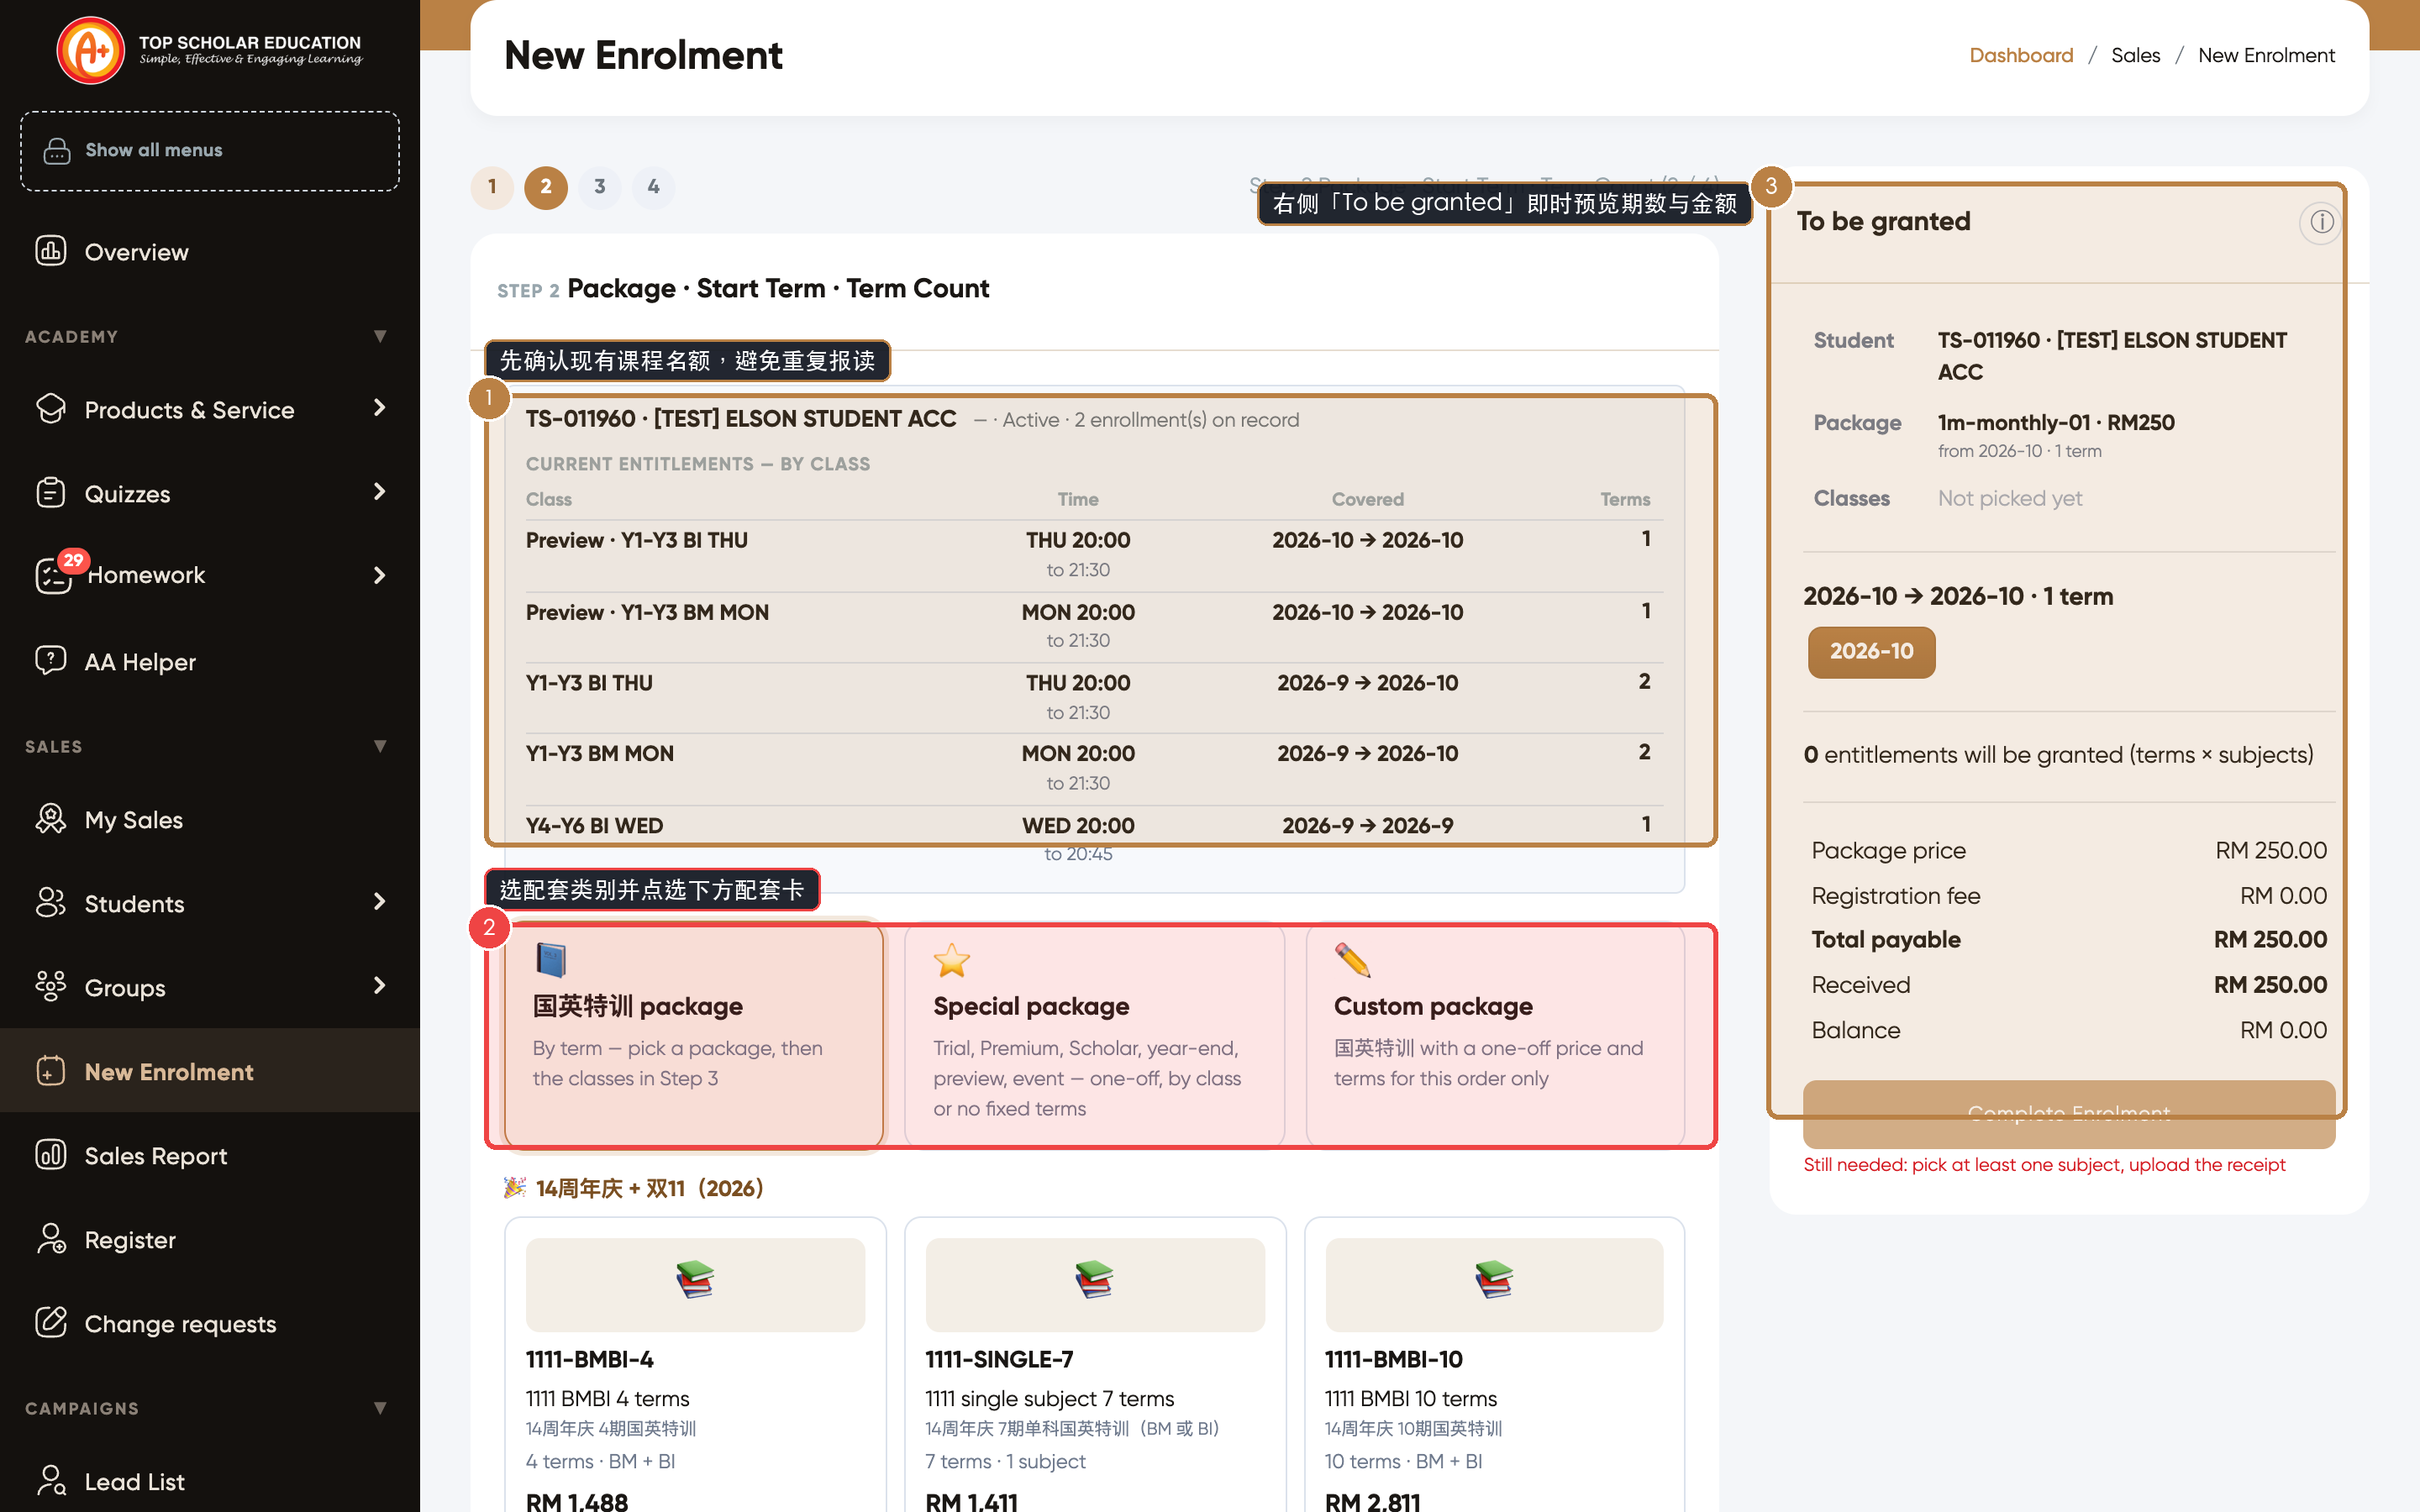 TOP SCHOLAR EDUCATION
Simple, Effective & Engaging Learning
Show all menus
Overview
ACADEMY
Products & Service
Quizzes
29
Homework
AA Helper
SALES
My Sales
Students
Groups
New Enrolment
Sales Report
Register
Change requests
CAMPAIGNS
Lead List
New Enrolment
Dashboard / Sales / New Enrolment
1 2 3 4
右侧「To be granted」即时预览期数与金额
STEP 2 Package · Start Term · Term Count
先确认现有课程名额，避免重复报读
1
TS-011960 · [TEST] ELSON STUDENT ACC — · Active · 2 enrollment(s) on record
CURRENT ENTITLEMENTS — BY CLASS
Class Time Covered Terms
Preview · Y1-Y3 BI THU THU 20:00 2026-10 → 2026-10 1
to 21:30
Preview · Y1-Y3 BM MON MON 20:00 2026-10 → 2026-10 1
to 21:30
Y1-Y3 BI THU THU 20:00 2026-9 → 2026-10 2
to 21:30
Y1-Y3 BM MON MON 20:00 2026-9 → 2026-10 2
to 21:30
Y4-Y6 BI WED WED 20:00 2026-9 → 2026-9 1
to 20:45
选配套类别并点选下方配套卡
2
国英特训 package
By term — pick a package, then
the classes in Step 3
Special package
Trial, Premium, Scholar, year-end,
preview, event — one-off, by class
or no fixed terms
Custom package
国英特训 with a one-off price and
terms for this order only
14周年庆 + 双11（2026）
1111-BMBI-4
1111 BMBI 4 terms
14周年庆 4期国英特训
4 terms · BM + BI
RM 1,488
1111-SINGLE-7
1111 single subject 7 terms
14周年庆 7期单科国英特训（BM 或 BI）
7 terms · 1 subject
RM 1,411
1111-BMBI-10
1111 BMBI 10 terms
14周年庆 10期国英特训
10 terms · BM + BI
RM 2,811
3
To be granted
Student TS-011960 · [TEST] ELSON STUDENT
ACC
Package 1m-monthly-01 · RM250
from 2026-10 · 1 term
Classes Not picked yet
2026-10 → 2026-10 · 1 term
2026-10
0 entitlements will be granted (terms × subjects)
Package price RM 250.00
Registration fee RM 0.00
Total payable RM 250.00
Received RM 250.00
Balance RM 0.00
Complete Enrolment
Still needed: pick at least one subject, upload the receipt